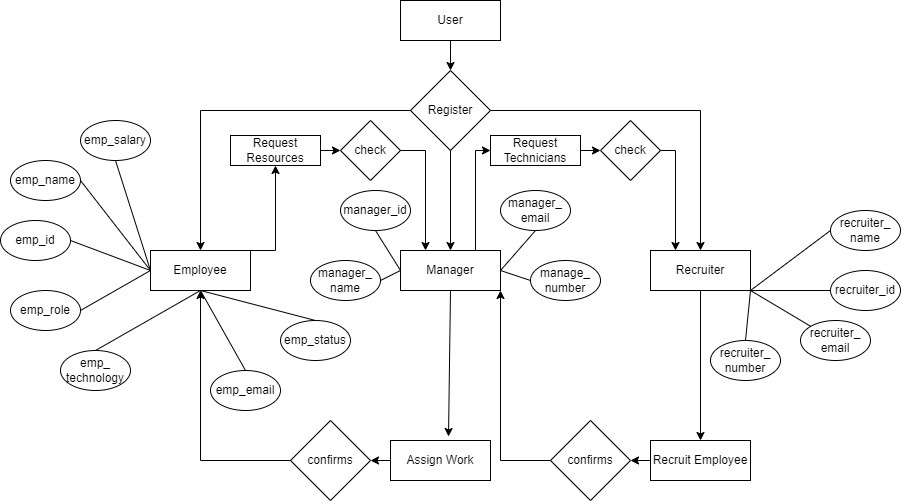 User
Register
Request
Resources
check
Request
Technicians
check
emp_salary
emp_name
emp_id
emp_role
emp_
technology
emp_email
emp_status
Employee
manager_id
manager_
name
Manager
manager_
email
manage_
number
Recruiter
recruiter_
name
recruiter_id
recruiter_
email
recruiter_
number
confirms
Assign Work
confirms
Recruit Employee